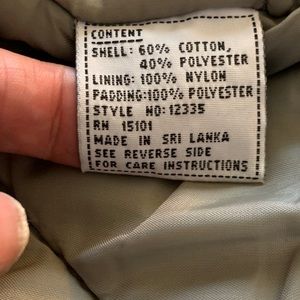 CONTENT
SHELL: 60% COTTON,
40% POLYESTER
LINING: 100% NYLON
PADDING:100% POLYESTER
STYLE NO:12335
RN 15101
MADE IN SRI LANKA
SEE REVERSE SIDE
FOR CARE INSTRUCTIONS